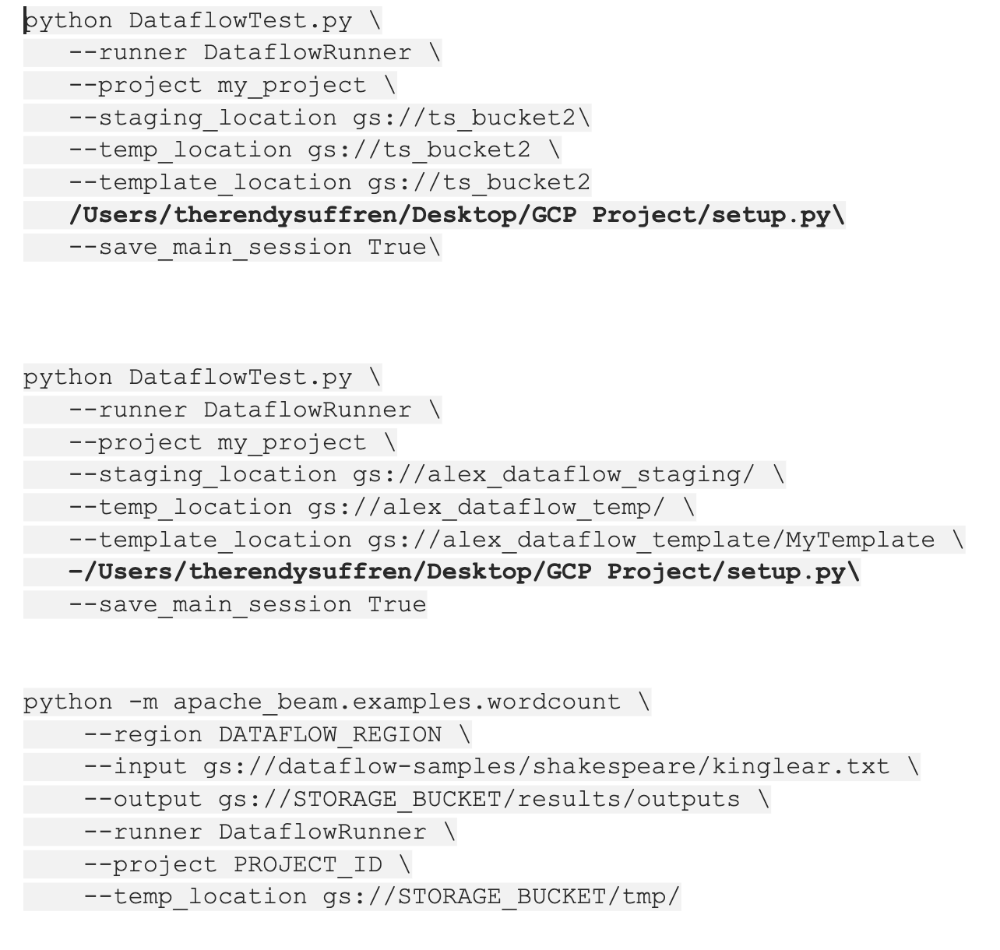 python DataflowTest.py \
--runner DataflowRunner \
--project my_project \
--staging_location gs://ts_bucket2\
--temp_location gs://ts_bucket2 \
--template_location gs://ts_bucket2
/Users/therendysuffren/Desktop/GCP Project/setup.py\
--save_main_session True\
python DataflowTest.py \
--runner DataflowRunner \
--project my_project \
--staging_location gs://alex_dataflow_staging/ \
--temp_location gs://alex_dataflow_temp/ \
--template_location gs://alex_dataflow_template/MyTemplate \
–/Users/therendysuffren/Desktop/GCP Project/setup.py\
--save_main_session True
python -m apache_beam.examples.wordcount \
--region DATAFLOW_REGION \
--input gs://dataflow-samples/shakespeare/kinglear.txt \
--output gs://STORAGE_BUCKET/results/outputs \
--runner DataflowRunner \
--project PROJECT_ID \
--temp_location gs://STORAGE_BUCKET/tmp/